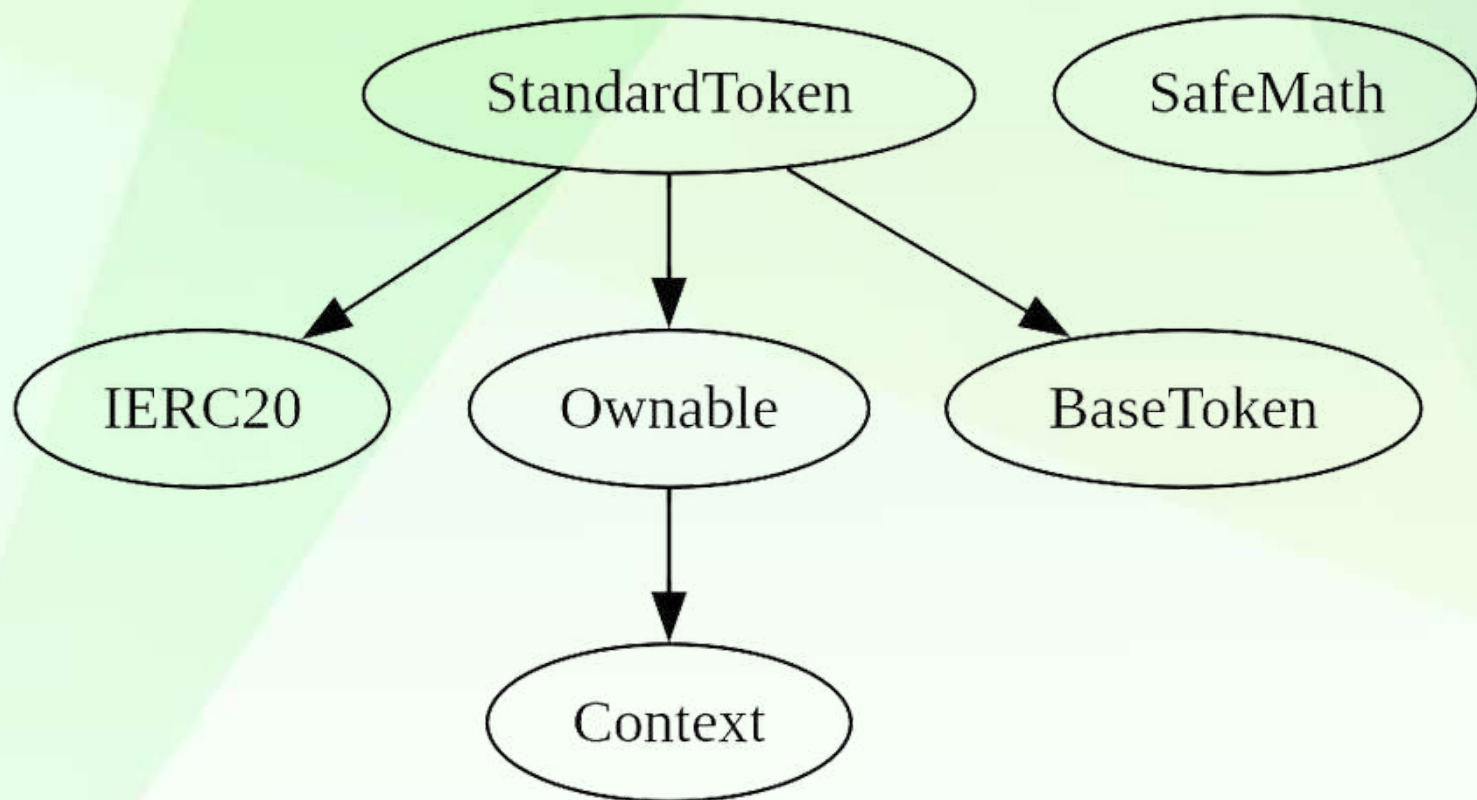 StandardToken
SafeMath
IERC20
Ownable
BaseToken
Context